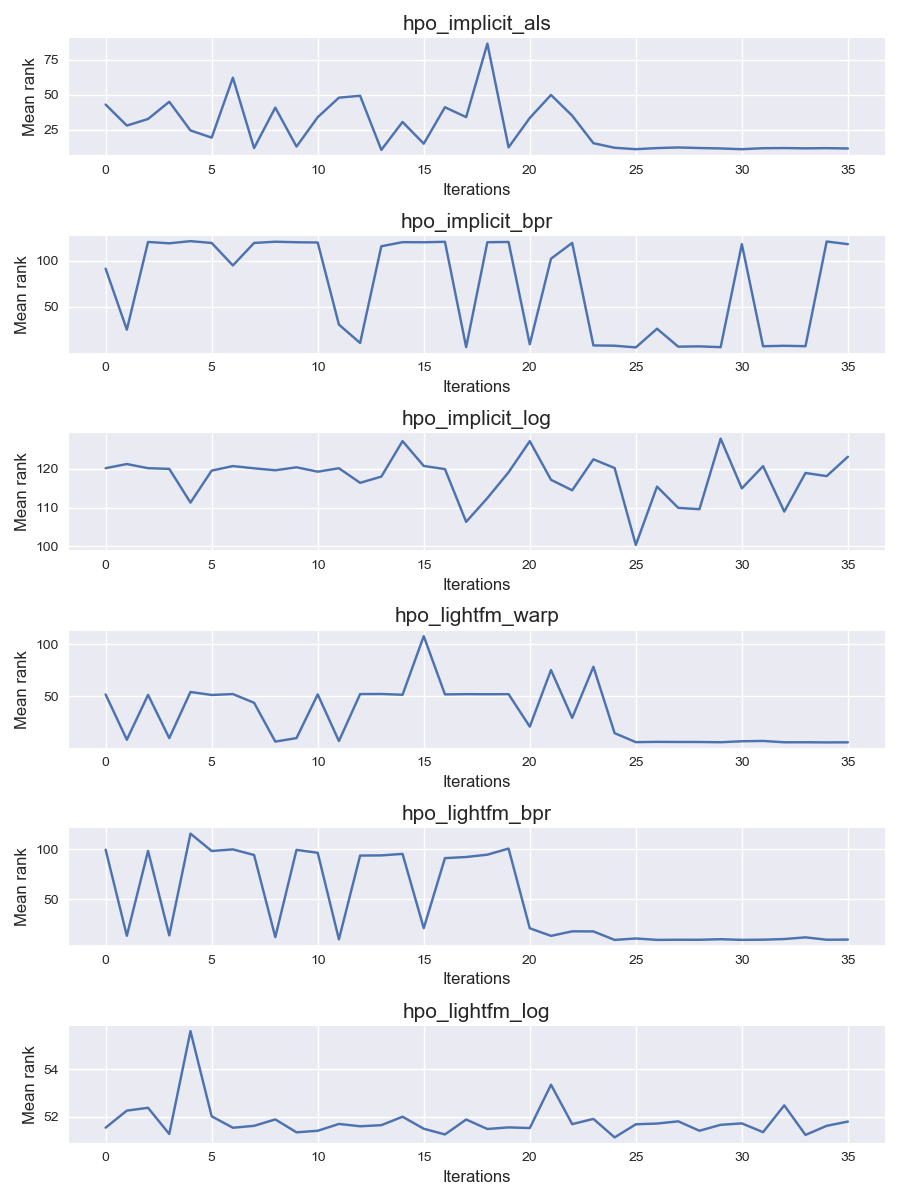 hpo_implicit_als
Mean rank
75
50
25
0 5 10 15 20 25 30 35
Iterations
hpo_implicit_bpr
Mean rank
100
50
0 5 10 15 20 25 30 35
Iterations
hpo_implicit_log
Mean rank
120
110
100
0 5 10 15 20 25 30 35
Iterations
hpo_lightfm_warp
Mean rank
100
50
0 5 10 15 20 25 30 35
Iterations
hpo_lightfm_bpr
Mean rank
100
50
0 5 10 15 20 25 30 35
Iterations
hpo_lightfm_log
Mean rank
54
52
0 5 10 15 20 25 30 35
Iterations